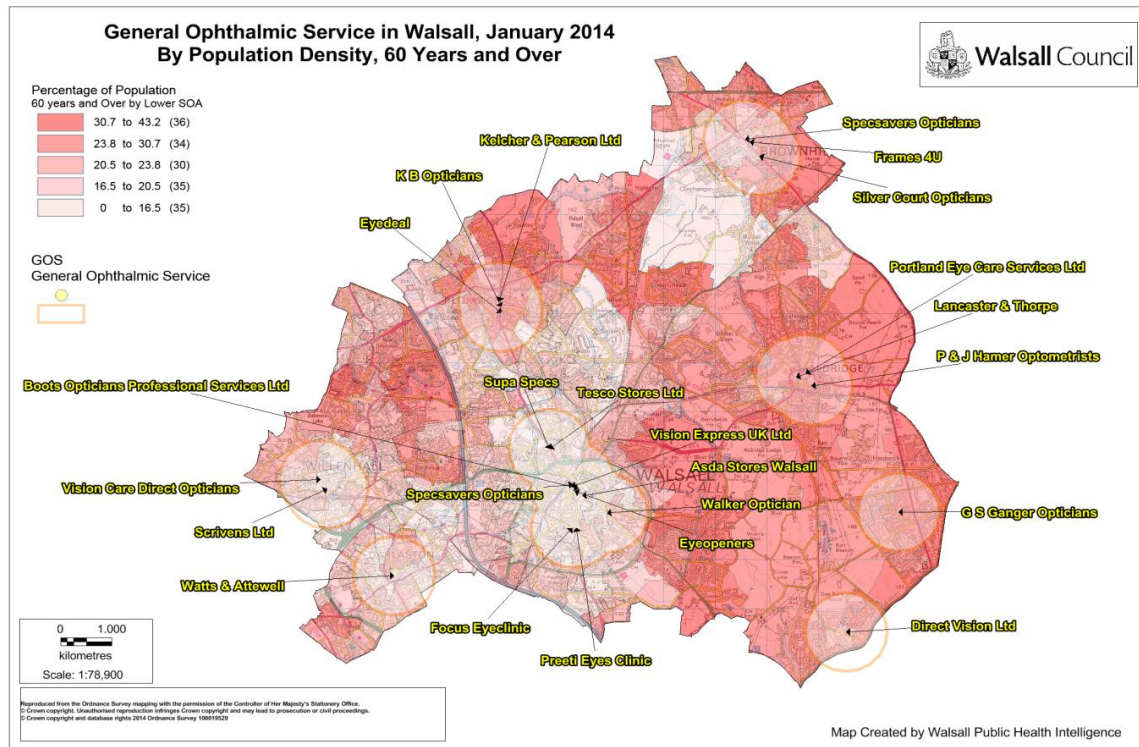 General Ophthalmic Service in Walsall, January 2014
By Population Density, 60 Years and Over
Walsall Council
Percentage of Population
60 years and Over by Lower SOA
30.7 to 43.2 (36)
23.8 to 30.7 (34)
20.5 to 23.8 (30)
16.5 to 20.5 (35)
0 to 16.5 (35)
GOS
General Ophthalmic Service
Specsavers Opticians
Frames 4U
Silver Court Opticians
Kelcher & Pearson Ltd
K B Opticians
Eyedeal
Portland Eye Care Services Ltd
Lancaster & Thorpe
P & J Hamer Optometrists
Boots Opticians Professional Services Ltd
Supa Specs
Tesco Stores Ltd
Vision Express UK Ltd
WALSALL
WALSALL
Asda Stores Walsall
WILLENHALL
Vision Care Direct Opticians
Specsavers Opticians
Walker Optician
G S Ganger Opticians
Scrivens Ltd
Eyeopeners
Watts & Attewell
Focus Eyeclinic
Direct Vision Ltd
Preeti Eyes Clinic
0 1.000
kilometres
Scale: 1:78,900
Reproduced from the Ordnance Survey mapping with the permission of the Controller of Her Majesty's Stationery Office.
© Crown copyright. Unauthorised reproduction infringes Crown copyright and may lead to prosecution or civil proceedings.
© Crown copyright and database rights 2014 Ordnance Survey 100019529
Map Created by Walsall Public Health Intelligence